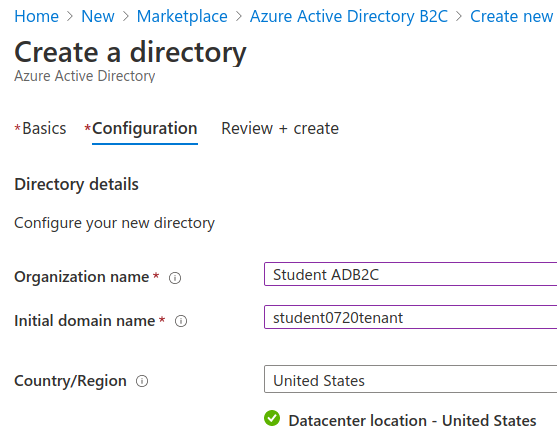 Home > New > Marketplace > Azure Active Directory B2C > Create new
Create a directory
Azure Active Directory
*Basics *Configuration Review + create
Directory details
Configure your new directory
Organization name * Student ADB2C
Initial domain name * student0720tenant
Country/Region United States
Datacenter location - United States